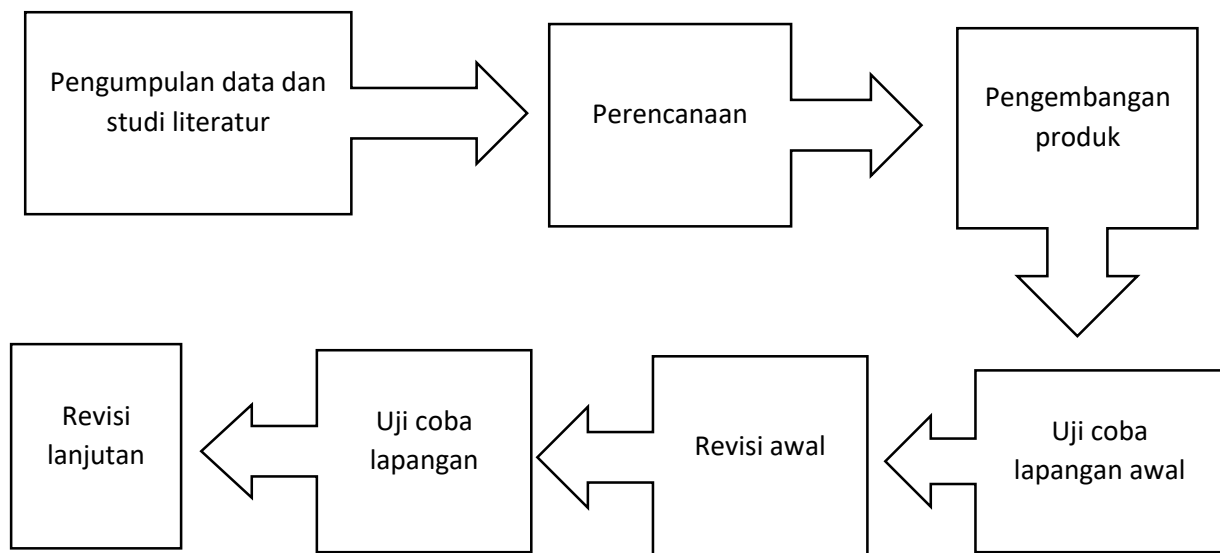 Pengumpulan data dan
studi literatur
Perencanaan
Pengembangan
produk
Uji coba
lapangan awal
Revisi awal
Uji coba
lapangan
Revisi
lanjutan